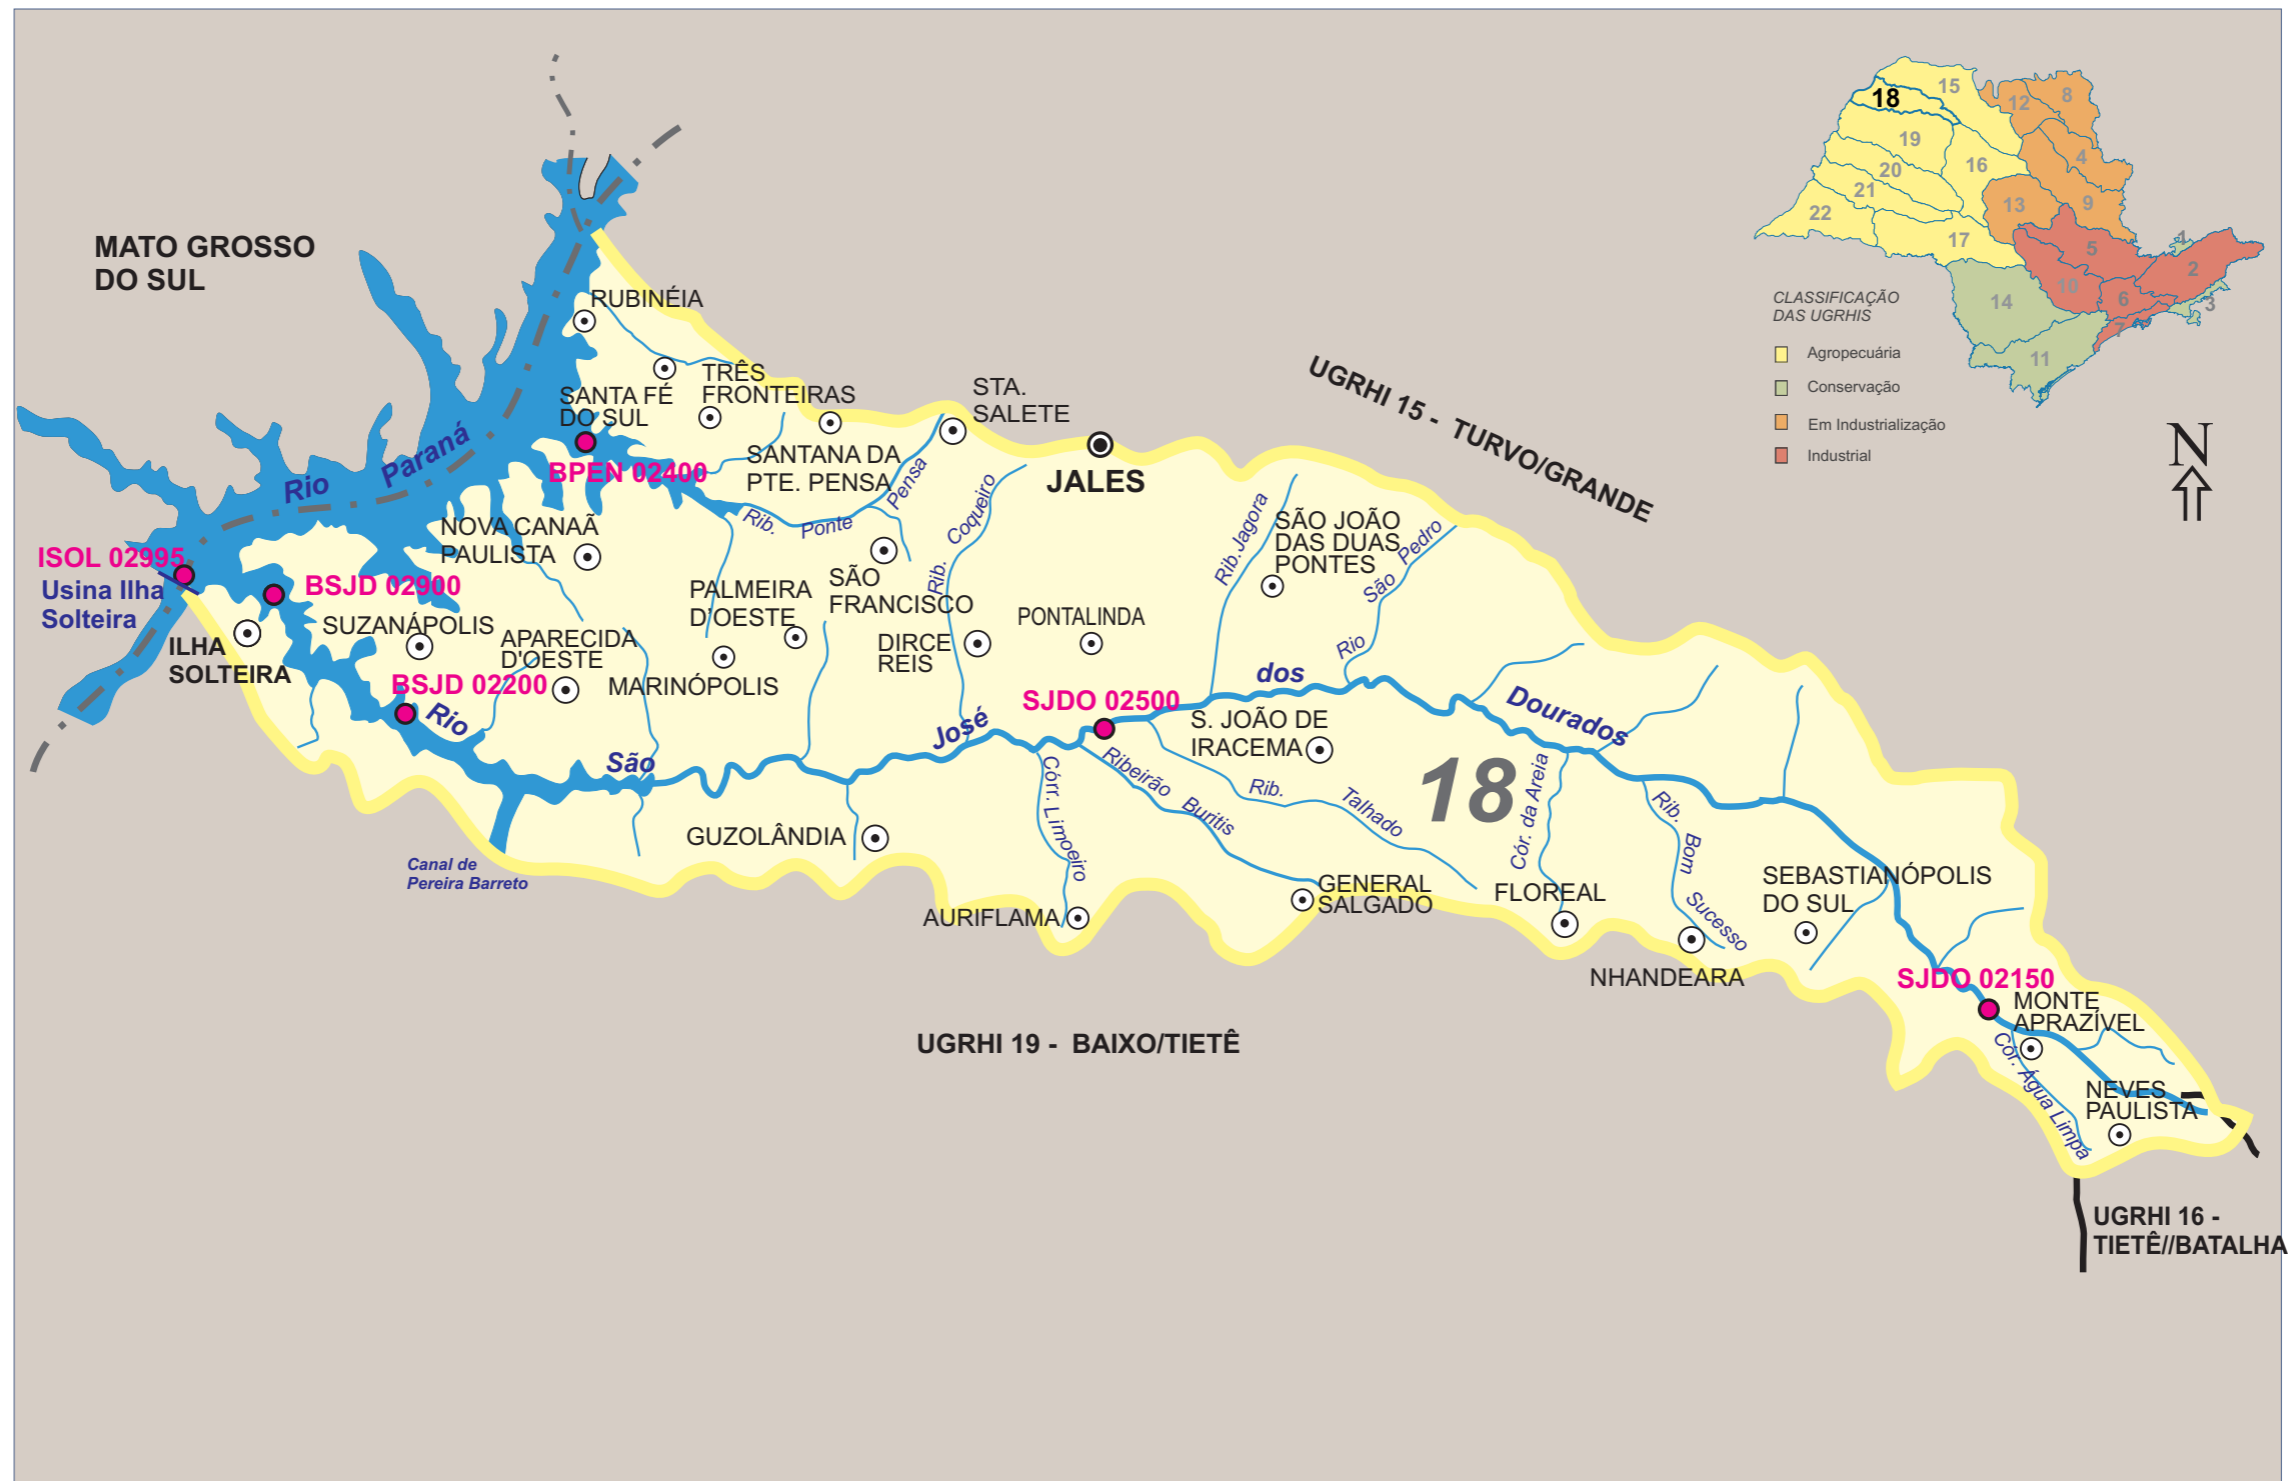 MATO GROSSO
DO SUL
Rio Paraná
RUBINÉIA
TRÊS
FRONTEIRAS
SANTA FÉ
DO SUL
BPEN 02400
SANTANA DA
PTE. PENSA
STA.
SALETE
JALES
UGRHI 15 - TURVO/GRANDE
Rib. Ponte Pensa
Rib. Coqueiro
Rib. Jagora
SÃO JOÃO
DAS DUAS
PONTES
Rio São Pedro
NOVA CANAÃ
PAULISTA
ISOL 02995
Usina Ilha
Solteira
BSJD 02900
ILHA
SOLTEIRA
SUZANÁPOLIS
APARECIDA
D'OESTE
BSJD 02200
PALMEIRA
D'OESTE
MARINÓPOLIS
SÃO
FRANCISCO
DIRCE
REIS
PONTALINDA
SJDO 02500
Rio São José dos Dourados
S. JOÃO DE
IRACEMA
18
Córr. Limoeiro
Ribeirão Buritis
Rib. Talhado
Cór. da Areia
Rib. Bom Sucesso
GUZOLÂNDIA
Canal de
Pereira Barreto
AURIFLAMA
GENERAL
SALGADO
FLOREAL
NHANDEARA
SEBASTIANÓPOLIS
DO SUL
SJDO 02150
MONTE
APRAZÍVEL
Cór. Água Limpa
NEVES
PAULISTA
UGRHI 19 - BAIXO/TIETÊ
UGRHI 16 -
TIETÊ//BATALHA
15
18
12
8
19
4
16
20
21
13
9
22
17
5
1
2
14
10
6
3
7
11
CLASSIFICAÇÃO
DAS UGRHIS
Agropecuária
Conservação
Em Industrialização
Industrial
N